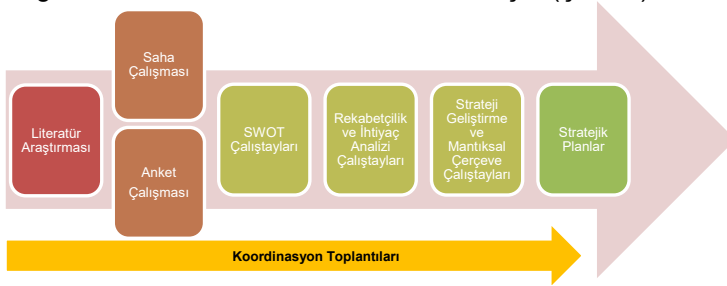 Saha
Çalışması
Literatür
Araştırması
Anket
Çalışması
SWOT
Çalıştayları
Rekabetçilik
ve İhtiyaç
Analizi
Çalıştayları
Strateji
Geliştirme
ve
Mantıksal
Çerçeve
Çalıştayları
Stratejik
Planlar
Koordinasyon Toplantıları